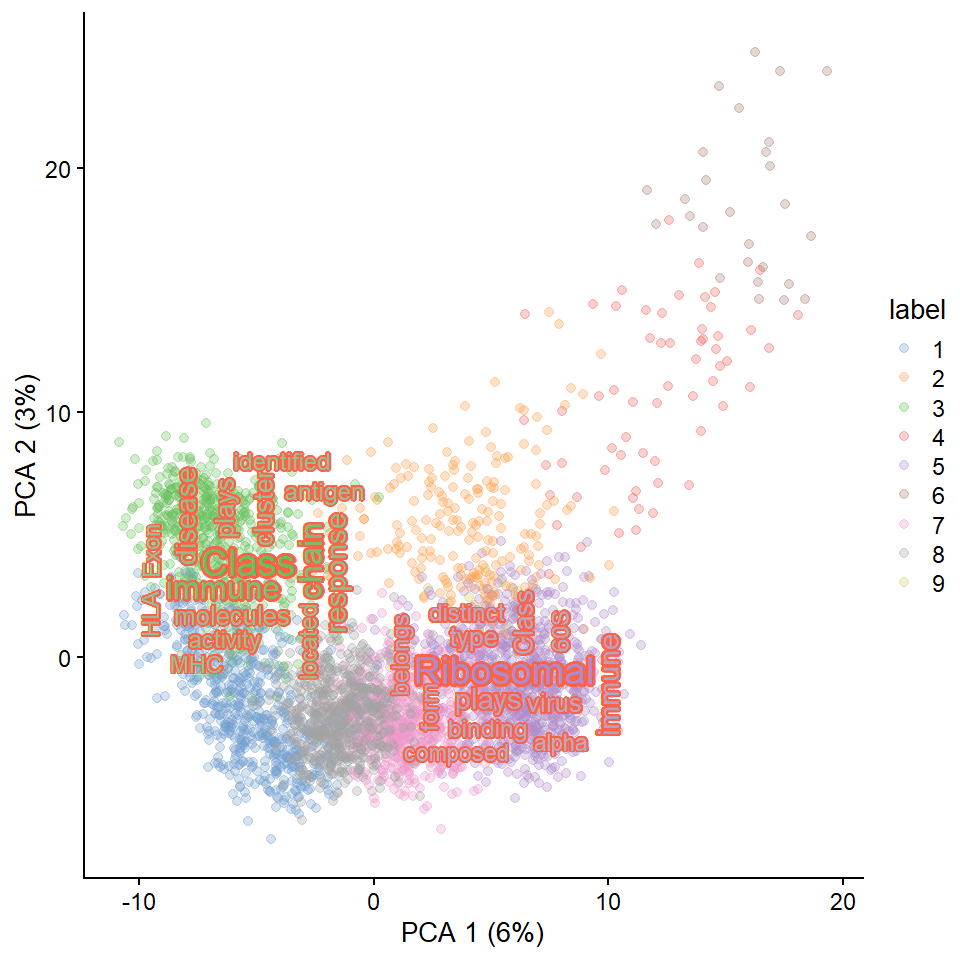 20
10
0
-10
0
10
20
PCA 2 (3%)
PCA 1 (6%)
label
1
2
3
4
5
6
7
8
9
identified
antigen
disease
plays
cluster
Class
chain
response
immune
Exon
HLA
molecules
activity
MHC
located
distinct
type
Class
60S
belongs
Ribosomal
immune
form
plays
virus
binding
alpha
composed